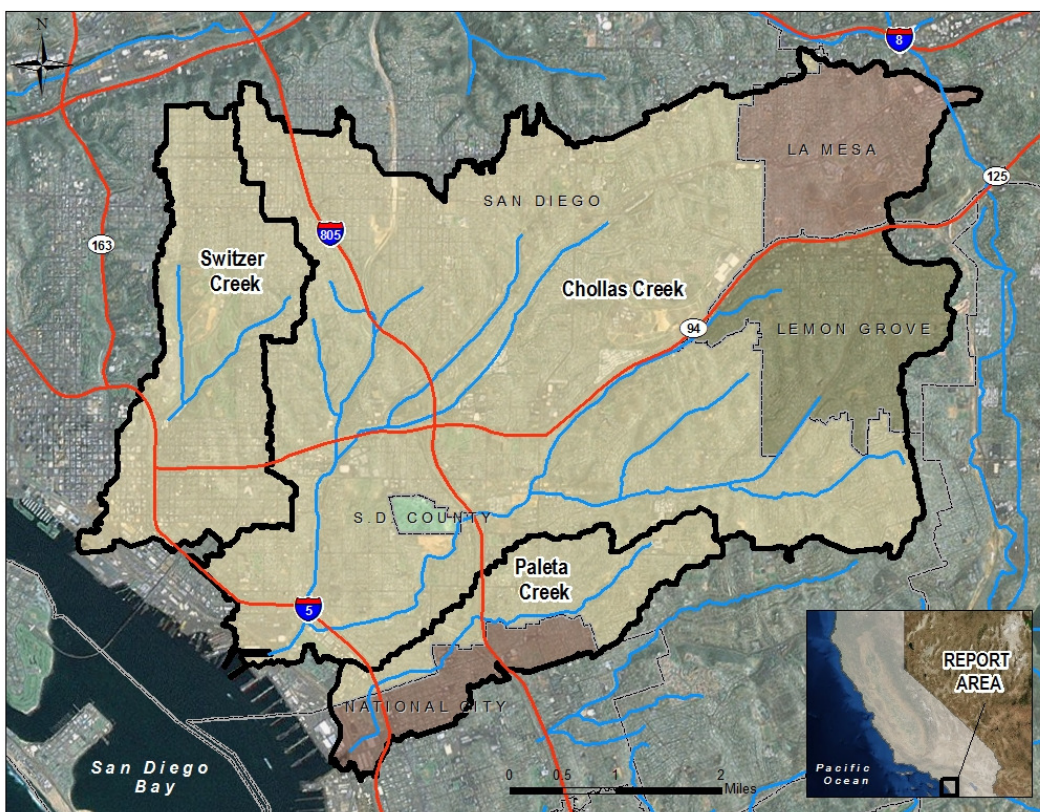 N
8
LA MESA
125
SAN DIEGO
805
163
Switzer
Creek
Chollas Creek
94
LEMON GROVE
S.D. COUNTY
Paleta
Creek
5
REPORT
AREA
NATIONAL CITY
San Diego
Bay
0 0.5 1 2
Miles
Pacific
Ocean